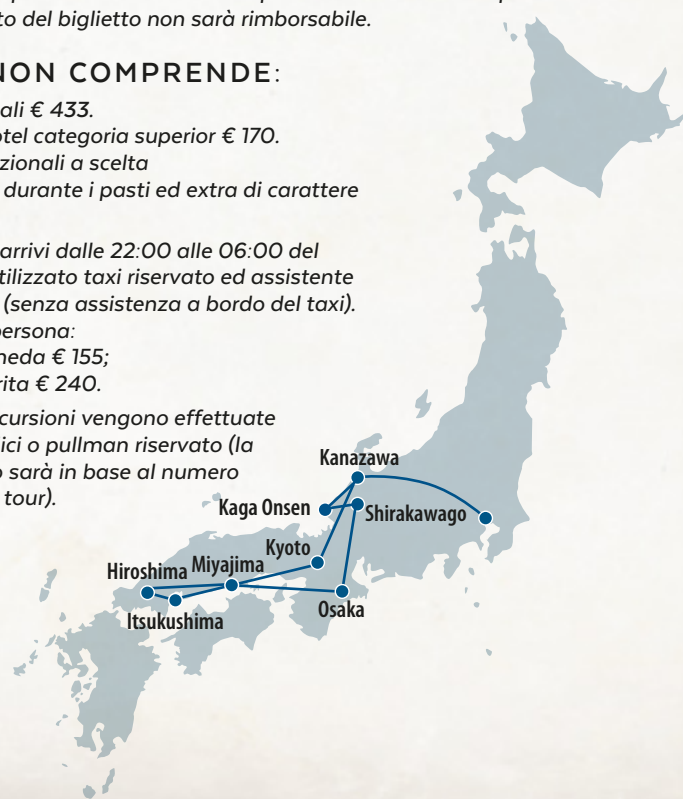 to del biglietto non sarà rimborsabile.
NON COMPRENDE:
ali € 433.
otel categoria superior € 170.
zionali a scelta
durante i pasti ed extra di carattere
arrivi dalle 22:00 alle 06:00 del
tilizzato taxi riservato ed assistente
(senza assistenza a bordo del taxi).
persona:
neda € 155;
rita € 240.
cursioni vengono effettuate
ici o pullman riservato (la
o sarà in base al numero
tour).
Kanazawa
Kaga Onsen
Shirakawago
Kyoto
Hiroshima
Miyajima
Itsukushima
Osaka